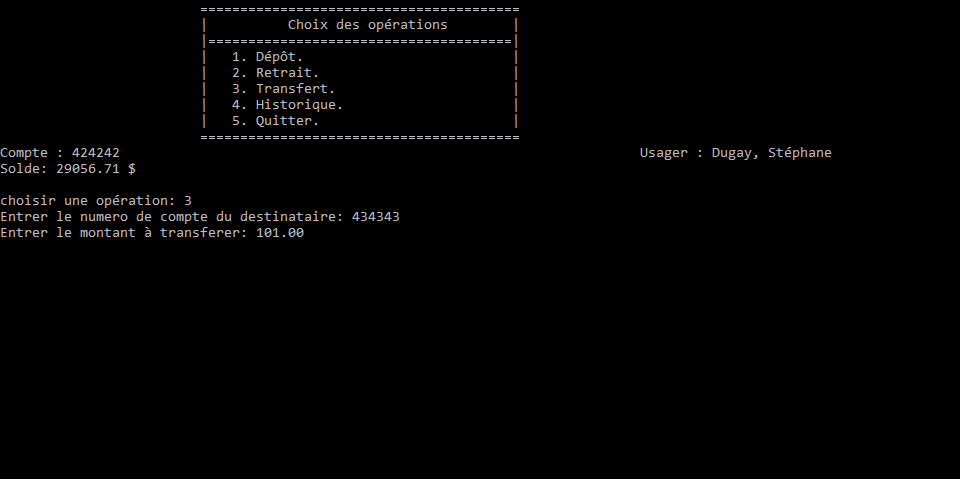 ========================================
|          Choix des opérations        |
|======================================|
|   1. Dépôt.                          |
|   2. Retrait.                        |
|   3. Transfert.                      |
|   4. Historique.                     |
|   5. Quitter.                        |
========================================
Compte : 424242                                                                 Usager : Dugay, Stéphane
Solde: 29056.71 $
choisir une opération: 3
Entrer le numero de compte du destinataire: 434343
Entrer le montant à transferer: 101.00